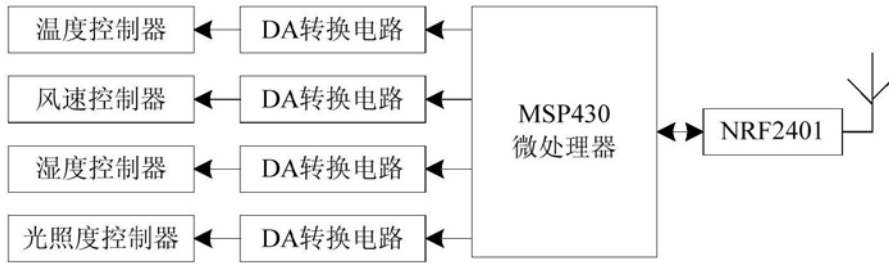 温度控制器
DA转换电路
风速控制器
DA转换电路
湿度控制器
DA转换电路
光照度控制器
DA转换电路
MSP430
微处理器
NRF2401